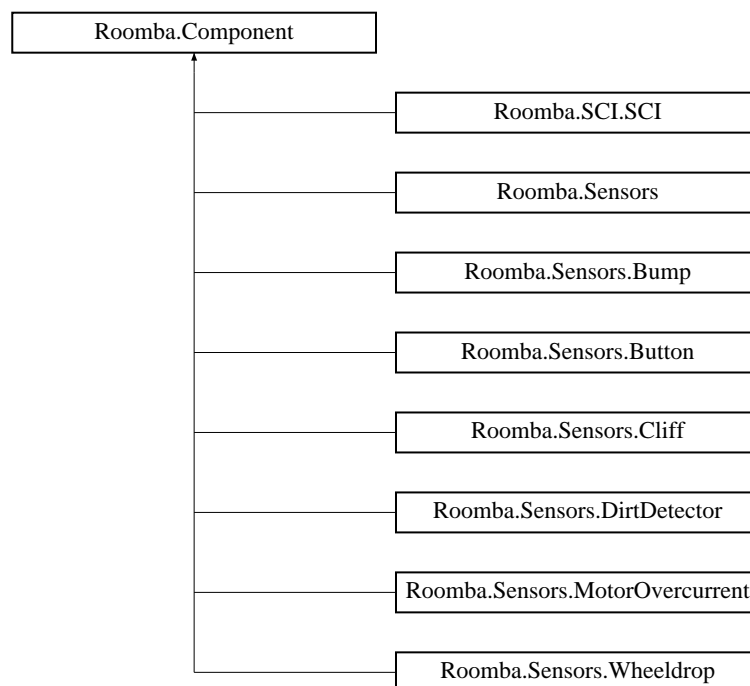 Roomba.Component
Roomba.SCI.SCI
Roomba.Sensors
Roomba.Sensors.Bump
Roomba.Sensors.Button
Roomba.Sensors.Cliff
Roomba.Sensors.DirtDetector
Roomba.Sensors.MotorOvercurrent
Roomba.Sensors.Wheeldrop